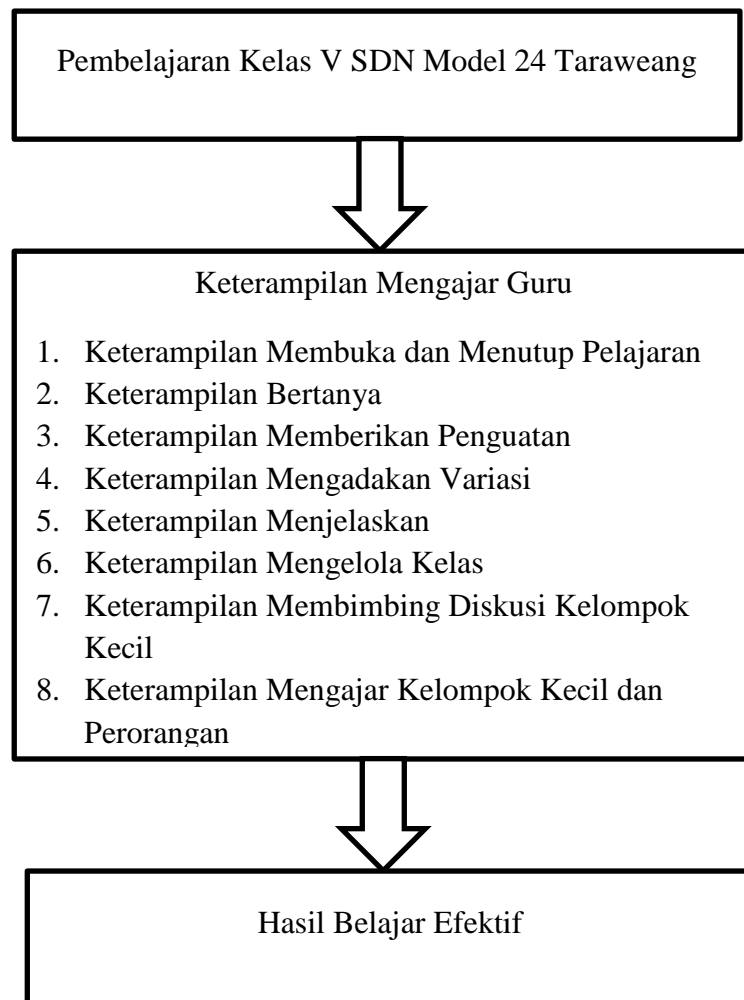 Pembelajaran Kelas V SDN Model 24 Taraweang
Keterampilan Mengajar Guru
1. Keterampilan Membuka dan Menutup Pelajaran
2. Keterampilan Bertanya
3. Keterampilan Memberikan Penguatan
4. Keterampilan Mengadakan Variasi
5. Keterampilan Menjelaskan
6. Keterampilan Mengelola Kelas
7. Keterampilan Membimbing Diskusi Kelompok
Kecil
8. Keterampilan Mengajar Kelompok Kecil dan
Perorangan
Hasil Belajar Efektif